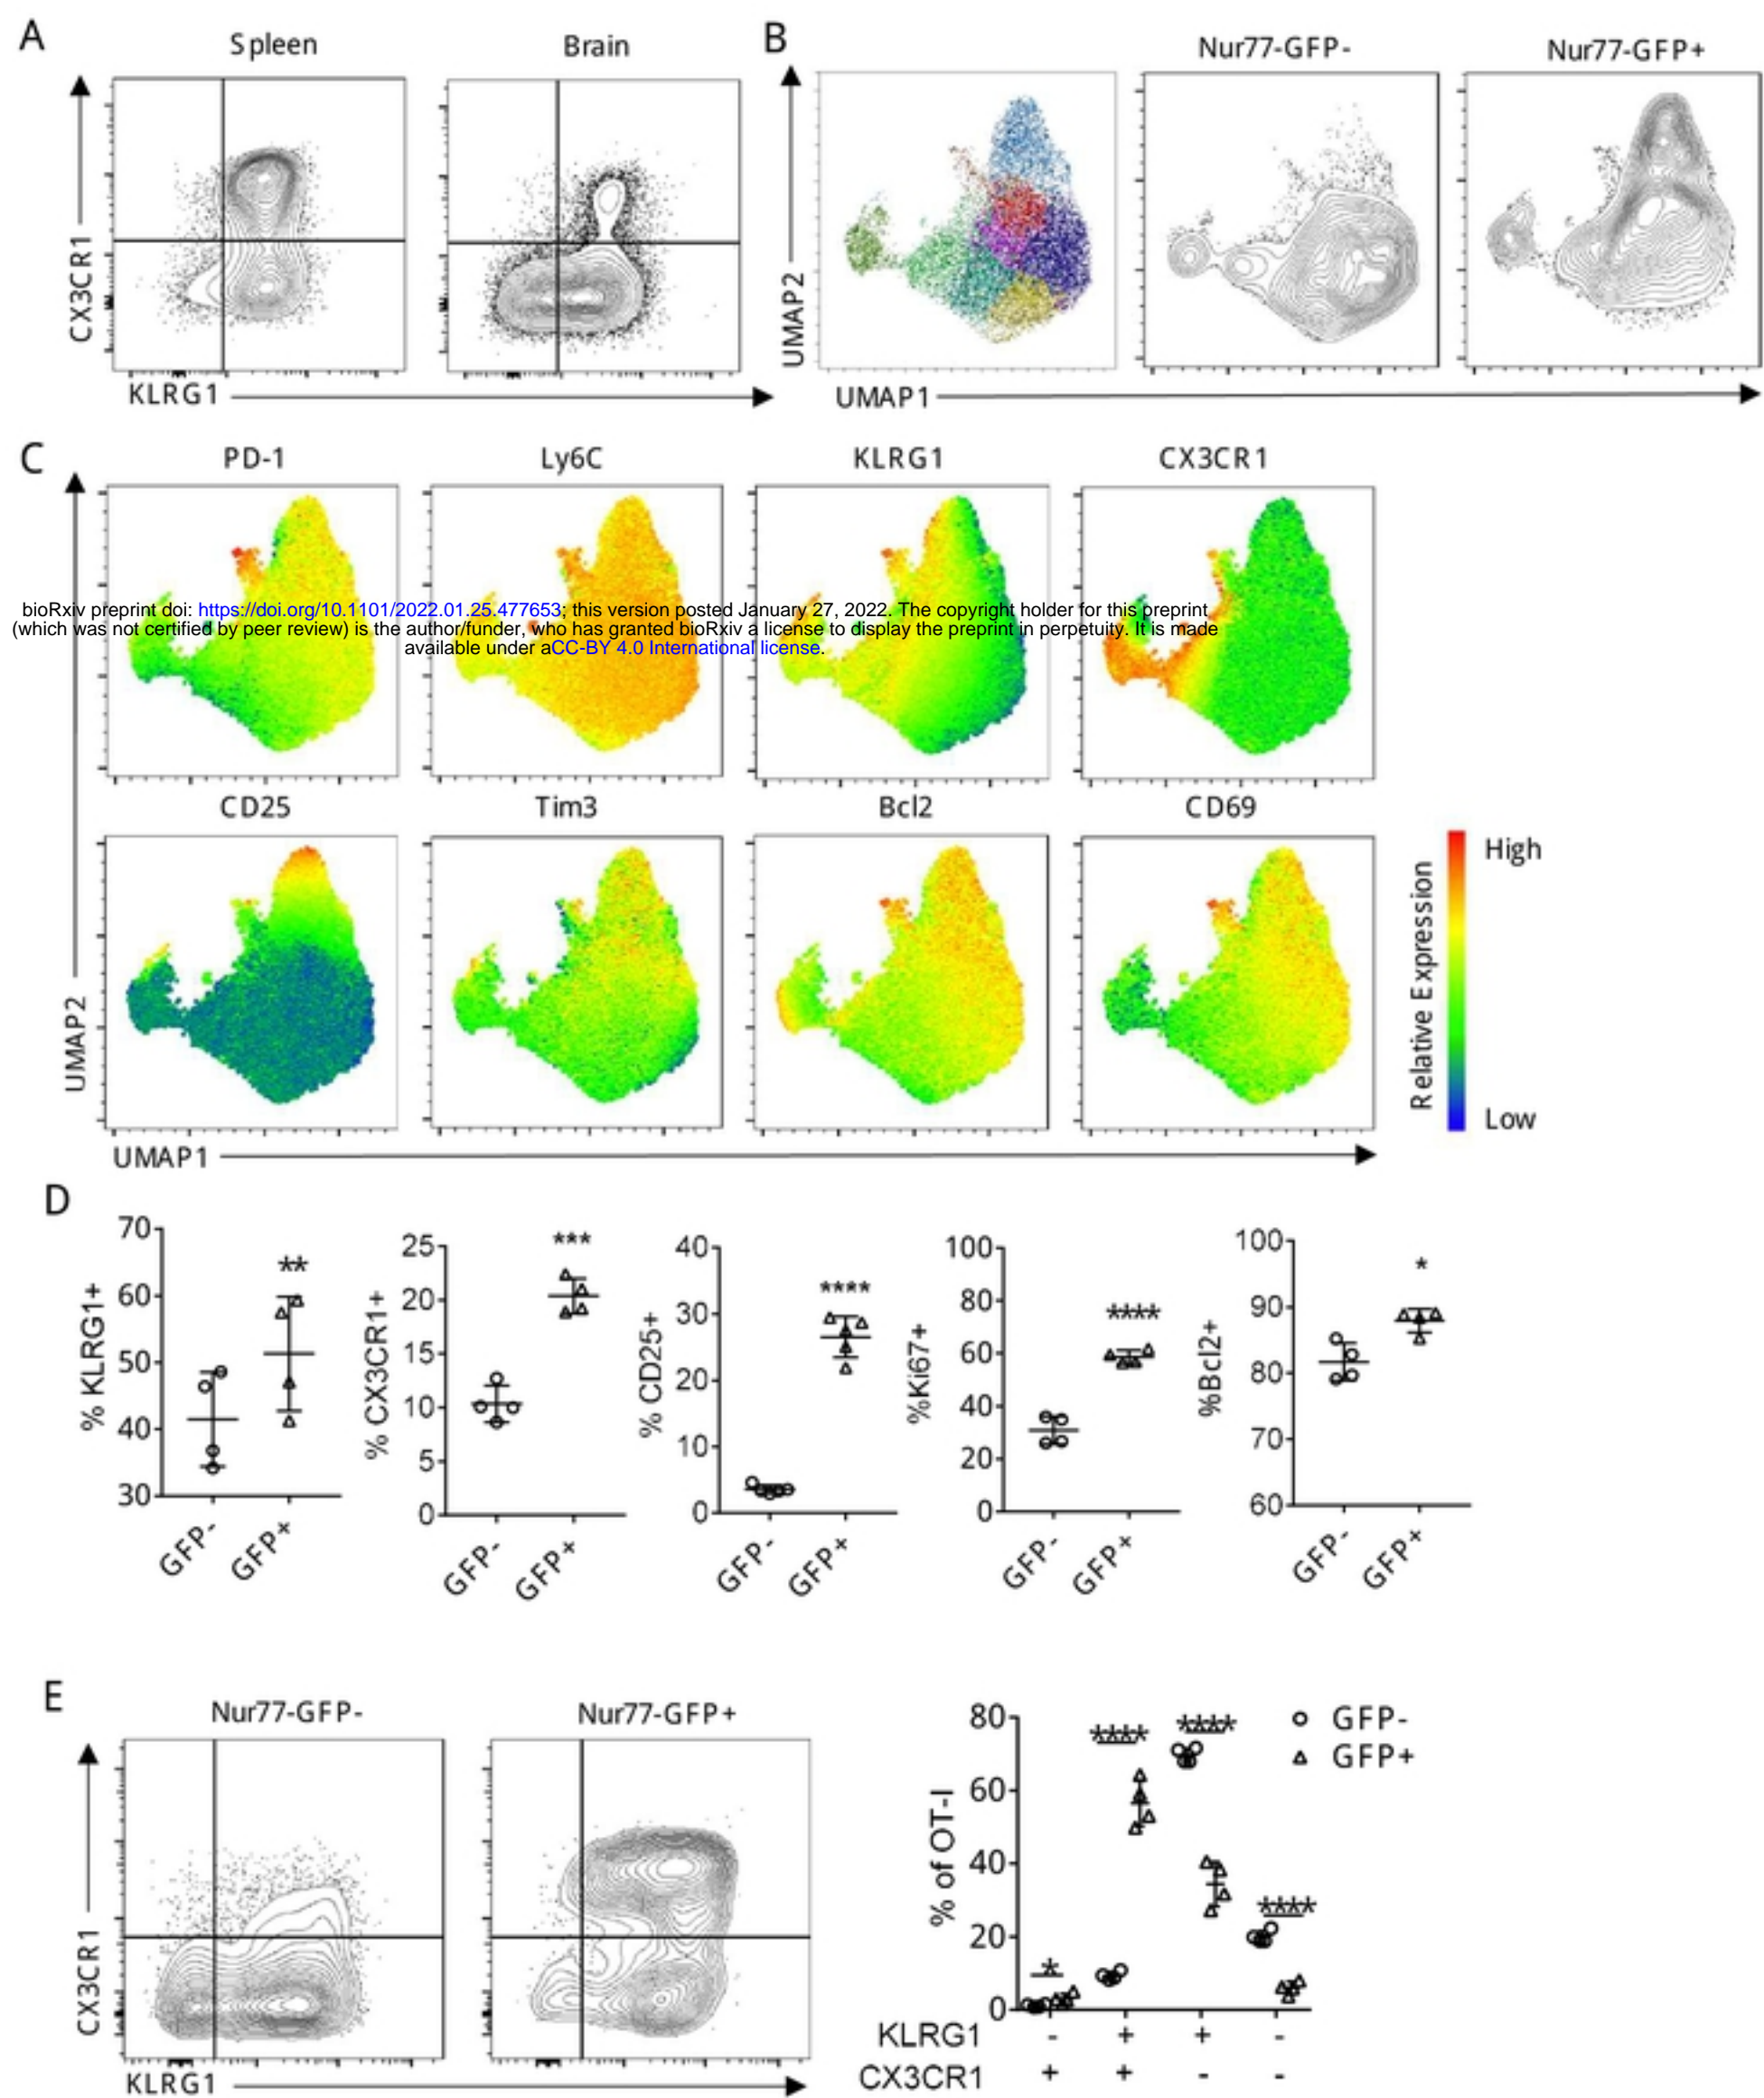 A
Spleen
Brain
CX3CR1
KLRG1
B
Nur77-GFP-
Nur77-GFP+
UMAP2
UMAP1
C
PD-1
Ly6C
KLRG1
CX3CR1
bioRxiv preprint doi: https://doi.org/10.1101/2022.01.25.477653; this version posted January 27, 2022. The copyright holder for this preprint
(which was not certified by peer review) is the author/funder, who has granted bioRxiv a license to display the preprint in perpetuity. It is made
available under aCC-BY 4.0 International license.
CD25
Tim3
Bcl2
CD69
UMAP2
UMAP1
Relative Expression
High
Low
D
% KLRG1+
70
60
50
40
30
GFP-
GFP+
**
% CX3CR1+
25
20
15
10
5
0
GFP-
GFP+
***
% CD25+
40
30
20
10
0
GFP-
GFP+
****
%Ki67+
100
80
60
40
20
0
GFP-
GFP+
****
%Bcl2+
100
90
80
70
60
GFP-
GFP+
*
E
Nur77-GFP-
Nur77-GFP+
CX3CR1
KLRG1
% of OT-I
80
60
40
20
0
*
****
****
****
GFP-
GFP+
KLRG1 - + + -
CX3CR1 + + - -